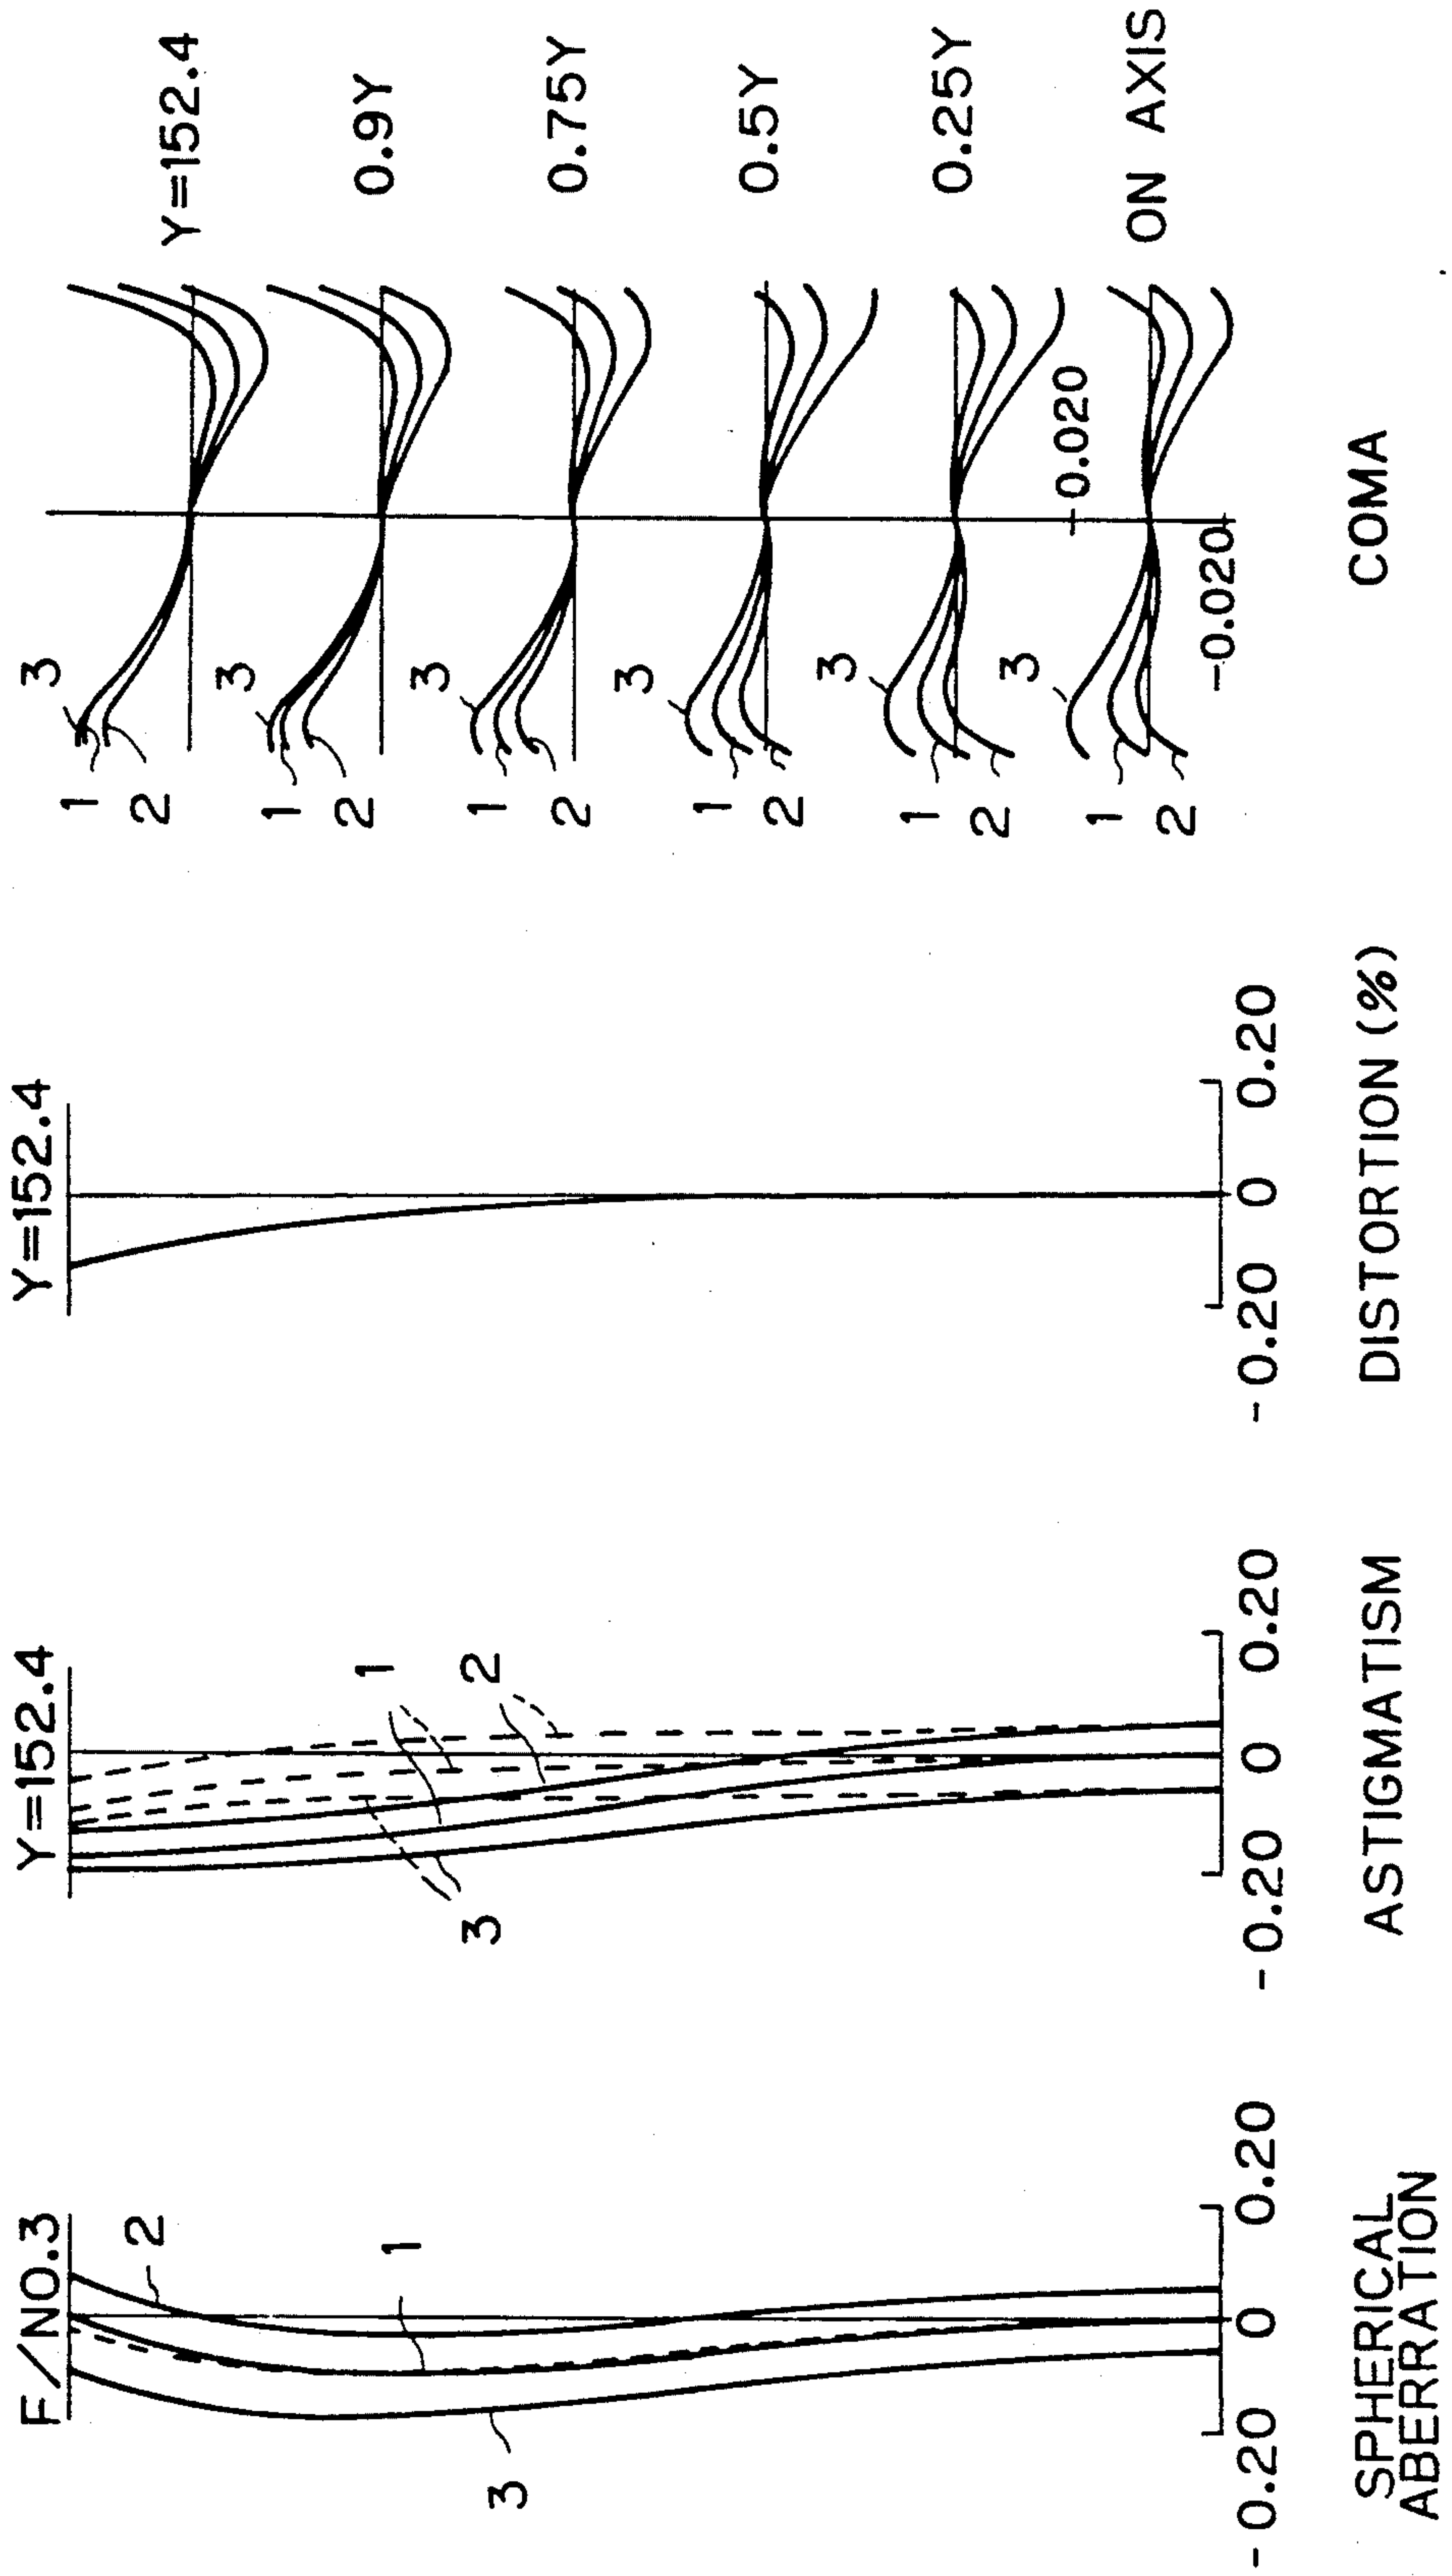 F/NO.3
2
1
3
-0.20 0 0.20
SPHERICAL
ABERRATION
Y=152.4
1
2
3
-0.20 0 0.20
ASTIGMATISM
Y=152.4
-0.20 0 0.20
DISTORTION (%)
3
1
2
Y=152.4
3
1
2
0.9Y
3
1
2
0.75Y
3
1
2
0.5Y
3
1
2
0.25Y
0.020
3
1
2
ON AXIS
-0.020
COMA